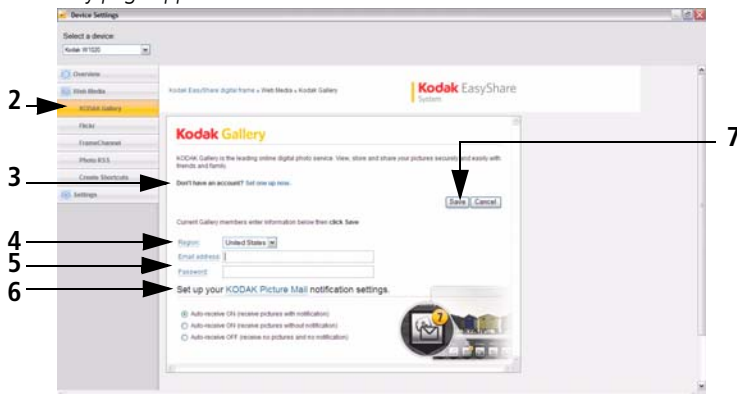 Device Settings
Select a device:
Kodak W1020
Overview
Web Media
KODAK Gallery
Flickr
FrameChannel
Photo RSS
Create Shortcuts
Settings
Kodak EasyShare digital frame » Web Media » Kodak Gallery
Kodak EasyShare
System
Kodak Gallery
KODAK Gallery is the leading online digital photo service. View, store and share your pictures securely and easily with
friends and family.
Don't have an account? Set one up now.
Save Cancel
Current Gallery members enter information below then click Save
Region: United States
Email address:
Password:
Set up your KODAK Picture Mail notification settings.
Auto-receive ON (receive pictures with notification)
Auto-receive ON (receive pictures without notification)
Auto-receive OFF (receive no pictures and no notification)
7
2
3
4
5
6
7